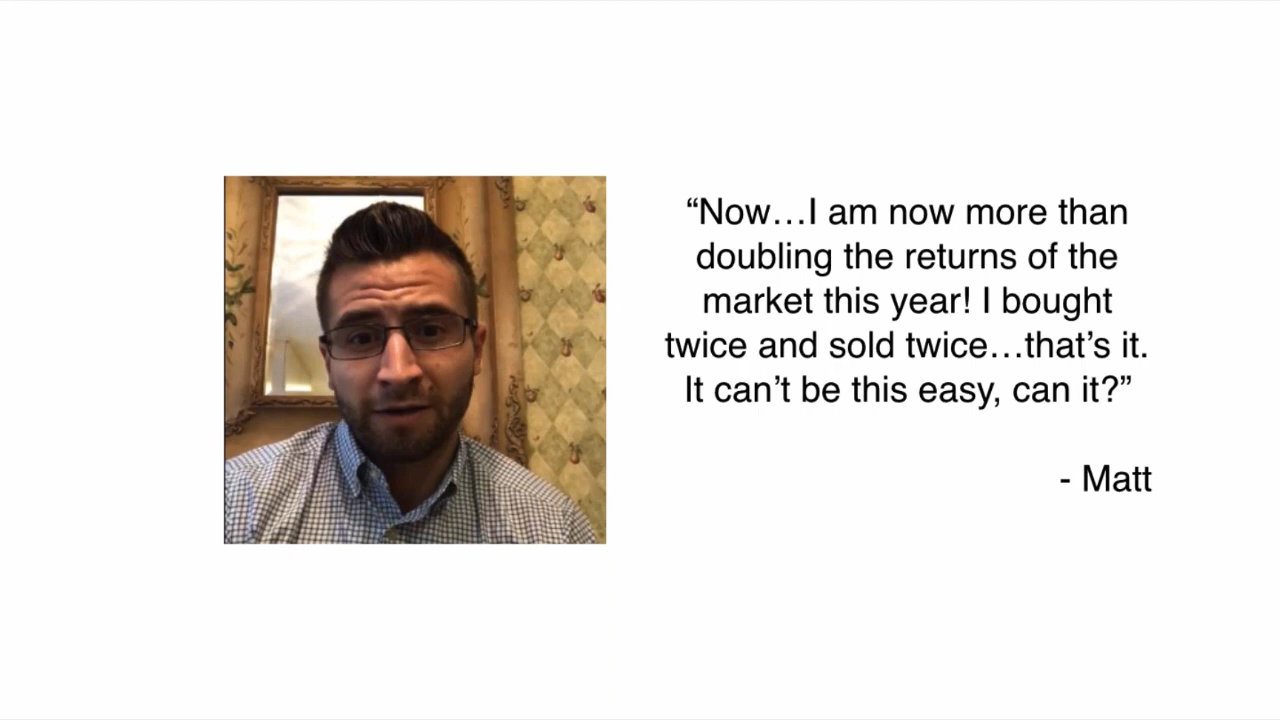 “Now…I am now more than
doubling the returns of the
market this year! I bought
twice and sold twice…that’s it.
It can’t be this easy, can it?”
- Matt